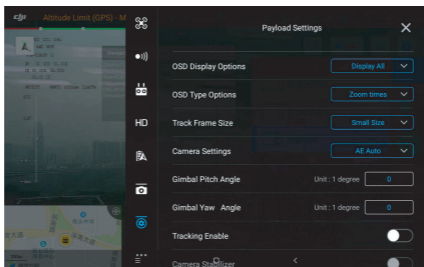 dji
Altitude Limit (GPS) - M
Payload Settings
OSD Display Options
Display All
OSD Type Options
Zoom times
HD
Track Frame Size
Small Size
Camera Settings
AE Auto
Gimbal Pitch Angle
Unit : 1 degree
0
Gimbal Yaw Angle
Unit : 1 degree
0
Tracking Enable
Camera Stabilizer